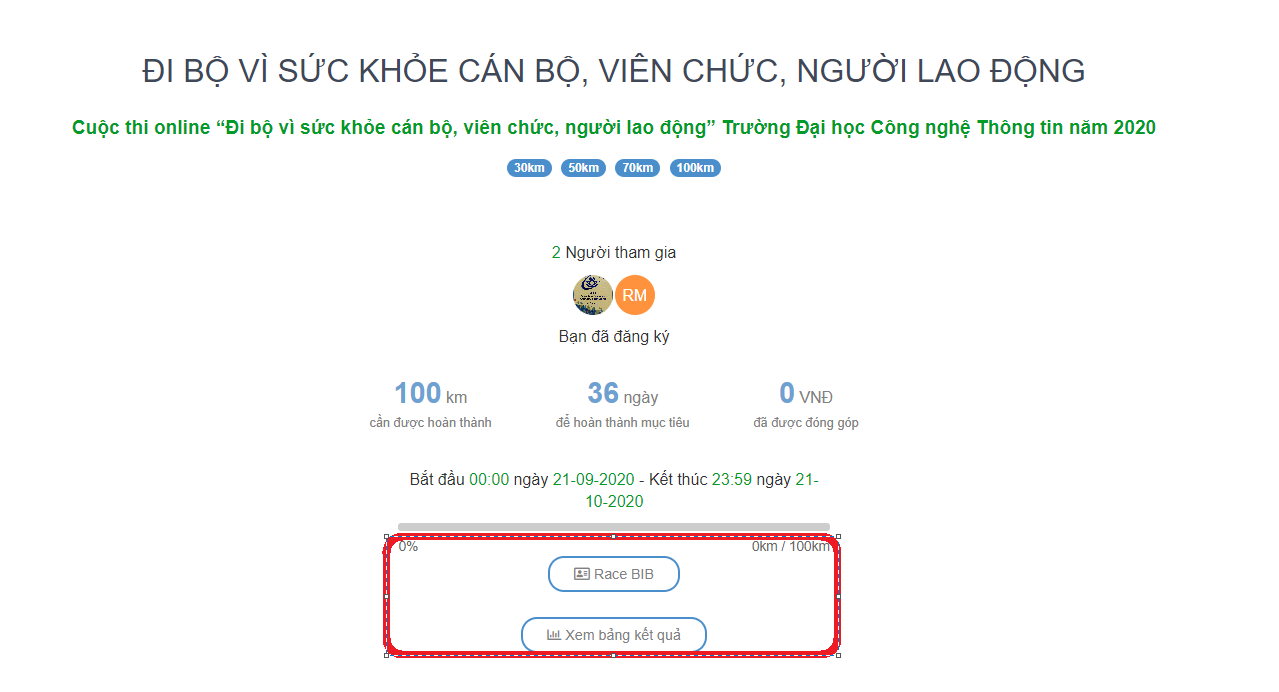 ĐI BỘ VÌ SỨC KHỎE CÁN BỘ, VIÊN CHỨC, NGƯỜI LAO ĐỘNG
Cuộc thi online “Đi bộ vì sức khỏe cán bộ, viên chức, người lao động” Trường Đại học Công nghệ Thông tin năm 2020
30km 50km 70km 100km
2 Người tham gia
RM
Bạn đã đăng ký
100 km 36 ngày 0 VNĐ
cần được hoàn thành để hoàn thành mục tiêu đã được đóng góp
Bắt đầu 00:00 ngày 21-09-2020 - Kết thúc 23:59 ngày 21-
10-2020
0% 0km / 100km
Race BIB
Xem bảng kết quả